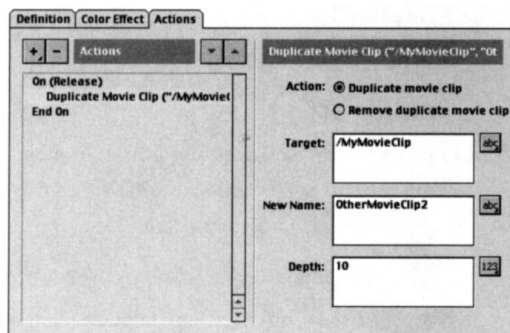 Definition Color Effect Actions
+ - Actions
On (Release)
Duplicate Movie Clip ("/MyMovieC
End On
Duplicate Movie Clip ("/MyMovieClip", "Ot
Action: Duplicate movie clip
Remove duplicate movie clip
Target: /MyMovieClip abc
New Name: OtherMovieClip2 abc
Depth: 10 123